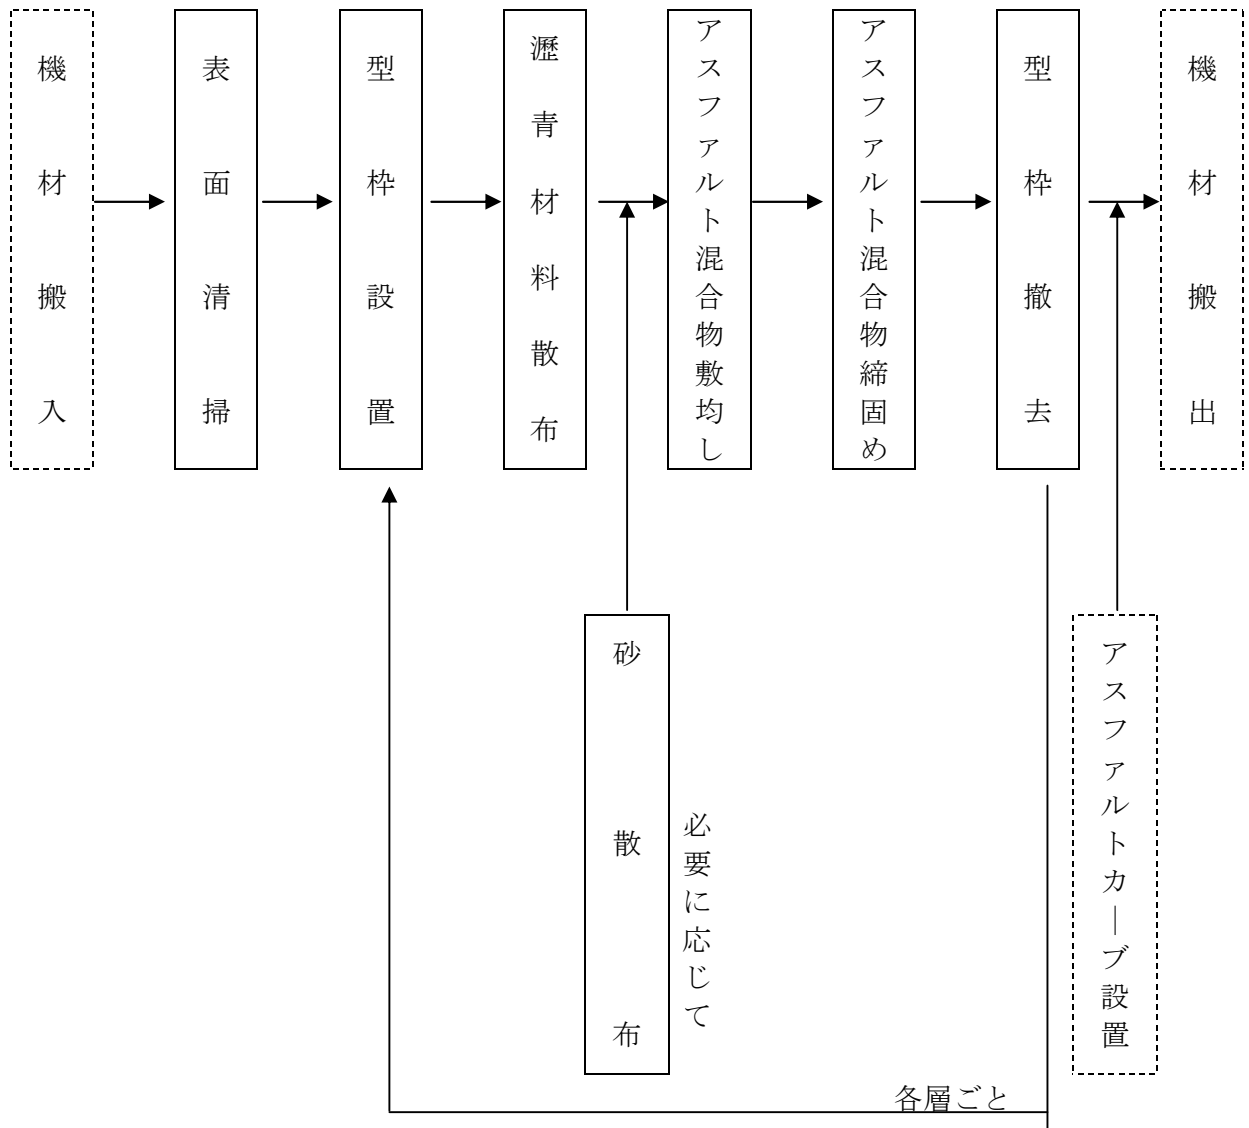 機材搬入
表面清掃
型枠設置
瀝青材料散布
アスファルト混合物敷均し
アスファルト混合物締固め
型枠撤去
機材搬出
砂散布
必要に応じて
アスファルトカーブ設置
各層ごと